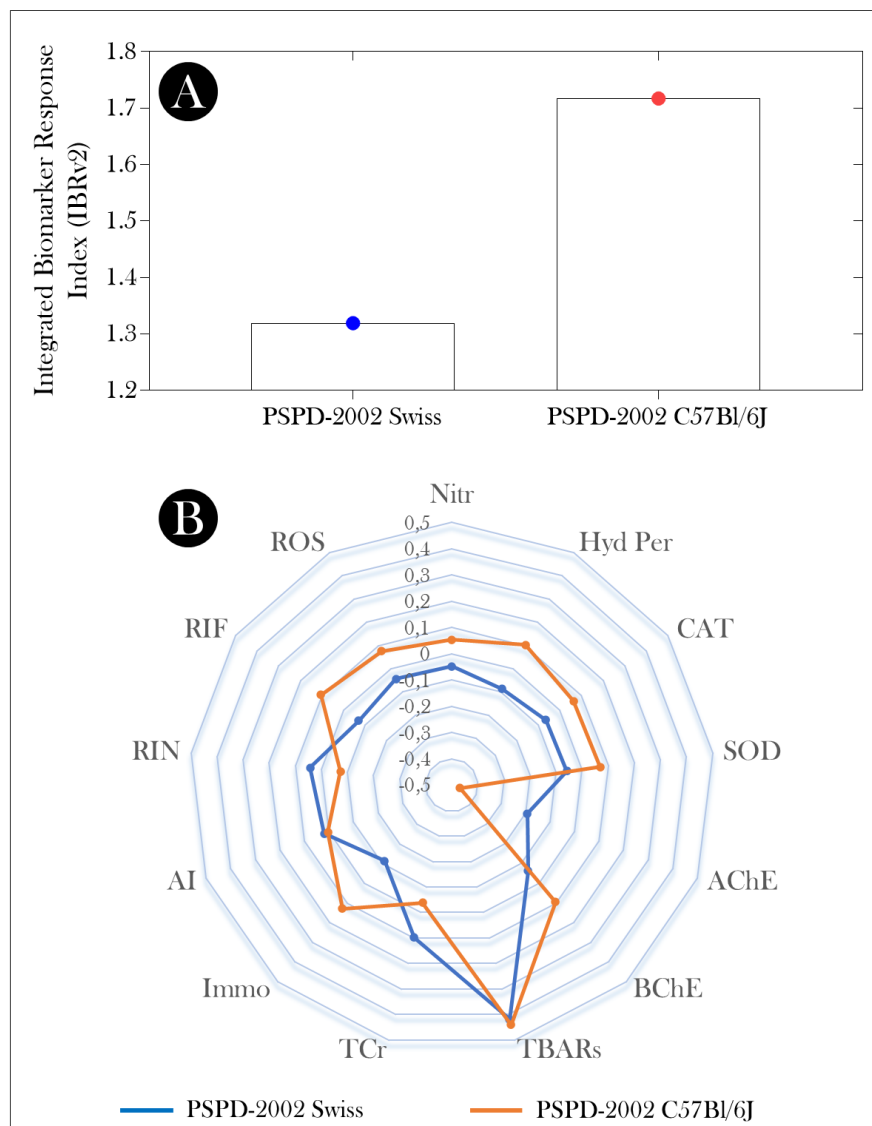 Integrated Biomarker Response
Index (IBRv2)
A
1.8
1.7
1.6
1.5
1.4
1.3
1.2
PSPD-2002 Swiss
PSPD-2002 C57Bl/6J
B
Nitr
Hyd Per
CAT
SOD
AChE
BChE
TBARs
TCr
Immo
AI
RIN
RIF
ROS
0,5
0,4
0,3
0,2
0,1
0
-0,1
-0,2
-0,3
-0,4
-0,5
PSPD-2002 Swiss
PSPD-2002 C57Bl/6J